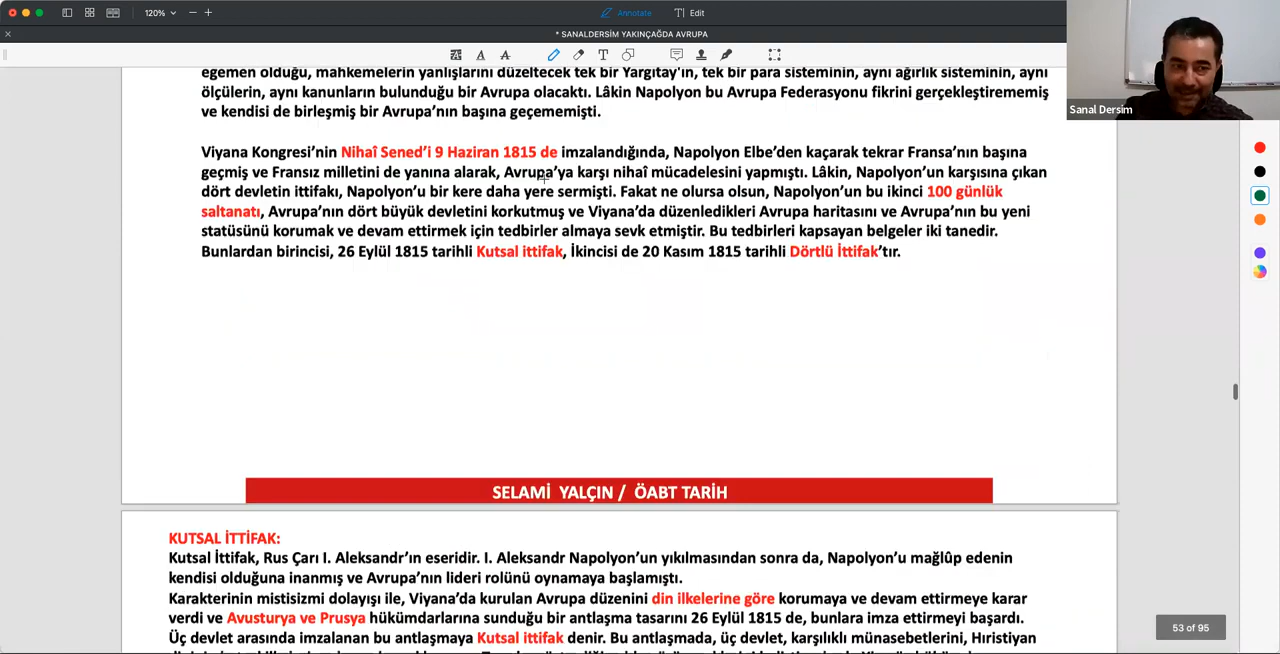 120%
Annotate
Edit
* SANALDERSİM YAKINÇAĞDA AVRUPA
Sanal Dersim
egemen olduğu, mahkemelerin yanlışlarını düzeltecek tek bir Yargıtay'in, tek bir para sisteminin, aynı ağırlık sisteminin, aynı
ölçülerin, aynı kanunların bulunduğu bir Avrupa olacaktı. Lâkin Napolyon bu Avrupa Federasyonu fikrini gerçekleştirememiş
ve kendisi de birleşmiş bir Avrupa'nın başına geçememişti.
Viyana Kongresi'nin Nihaî Sened'i 9 Haziran 1815 de imzalandığında, Napolyon Elbe'den kaçarak tekrar Fransa'nın başına
geçmiş ve Fransız milletini de yanına alarak, Avrupa'ya karşı nihaî mücadelesini yapmıştı. Lâkin, Napolyon'un karşısına çıkan
dört devletin ittifakı, Napolyon'u bir kere daha yere sermişti. Fakat ne olursa olsun, Napolyon'un bu ikinci 100 günlük
saltanatı, Avrupa'nın dört büyük devletini korkutmuş ve Viyana'da düzenledikleri Avrupa haritasını ve Avrupa'nın bu yeni
statüsünü korumak ve devam ettirmek için tedbirler almaya sevk etmiştir. Bu tedbirleri kapsayan belgeler iki tanedir.
Bunlardan birincisi, 26 Eylül 1815 tarihli Kutsal ittifak, İkincisi de 20 Kasım 1815 tarihli Dörtlü İttifak'tır.
SELAMİ YALÇIN / ÖABT TARİH
KUTSAL İTTİFAK:
Kutsal İttifak, Rus Çarı I. Aleksandr'ın eseridir. I. Aleksandr Napolyon'un yıkılmasından sonra da, Napolyon'u mağlûp edenin
kendisi olduğuna inanmış ve Avrupa'nın lideri rolünü oynamaya başlamıştı.
Karakterinin mistisizmi dolayışı ile, Viyana'da kurulan Avrupa düzenini din ilkelerine göre korumaya ve devam ettirmeye karar
verdi ve Avusturya ve Prusya hükümdarlarına sunduğu bir antlaşma tasarını 26 Eylül 1815 de, bunlara imza ettirmeyi başardı.
Üç devlet arasında imzalanan bu antlaşmaya Kutsal ittifak denir. Bu antlaşmada, üç devlet, karşılıklı münasebetlerini, Hıristiyan
53 of 95